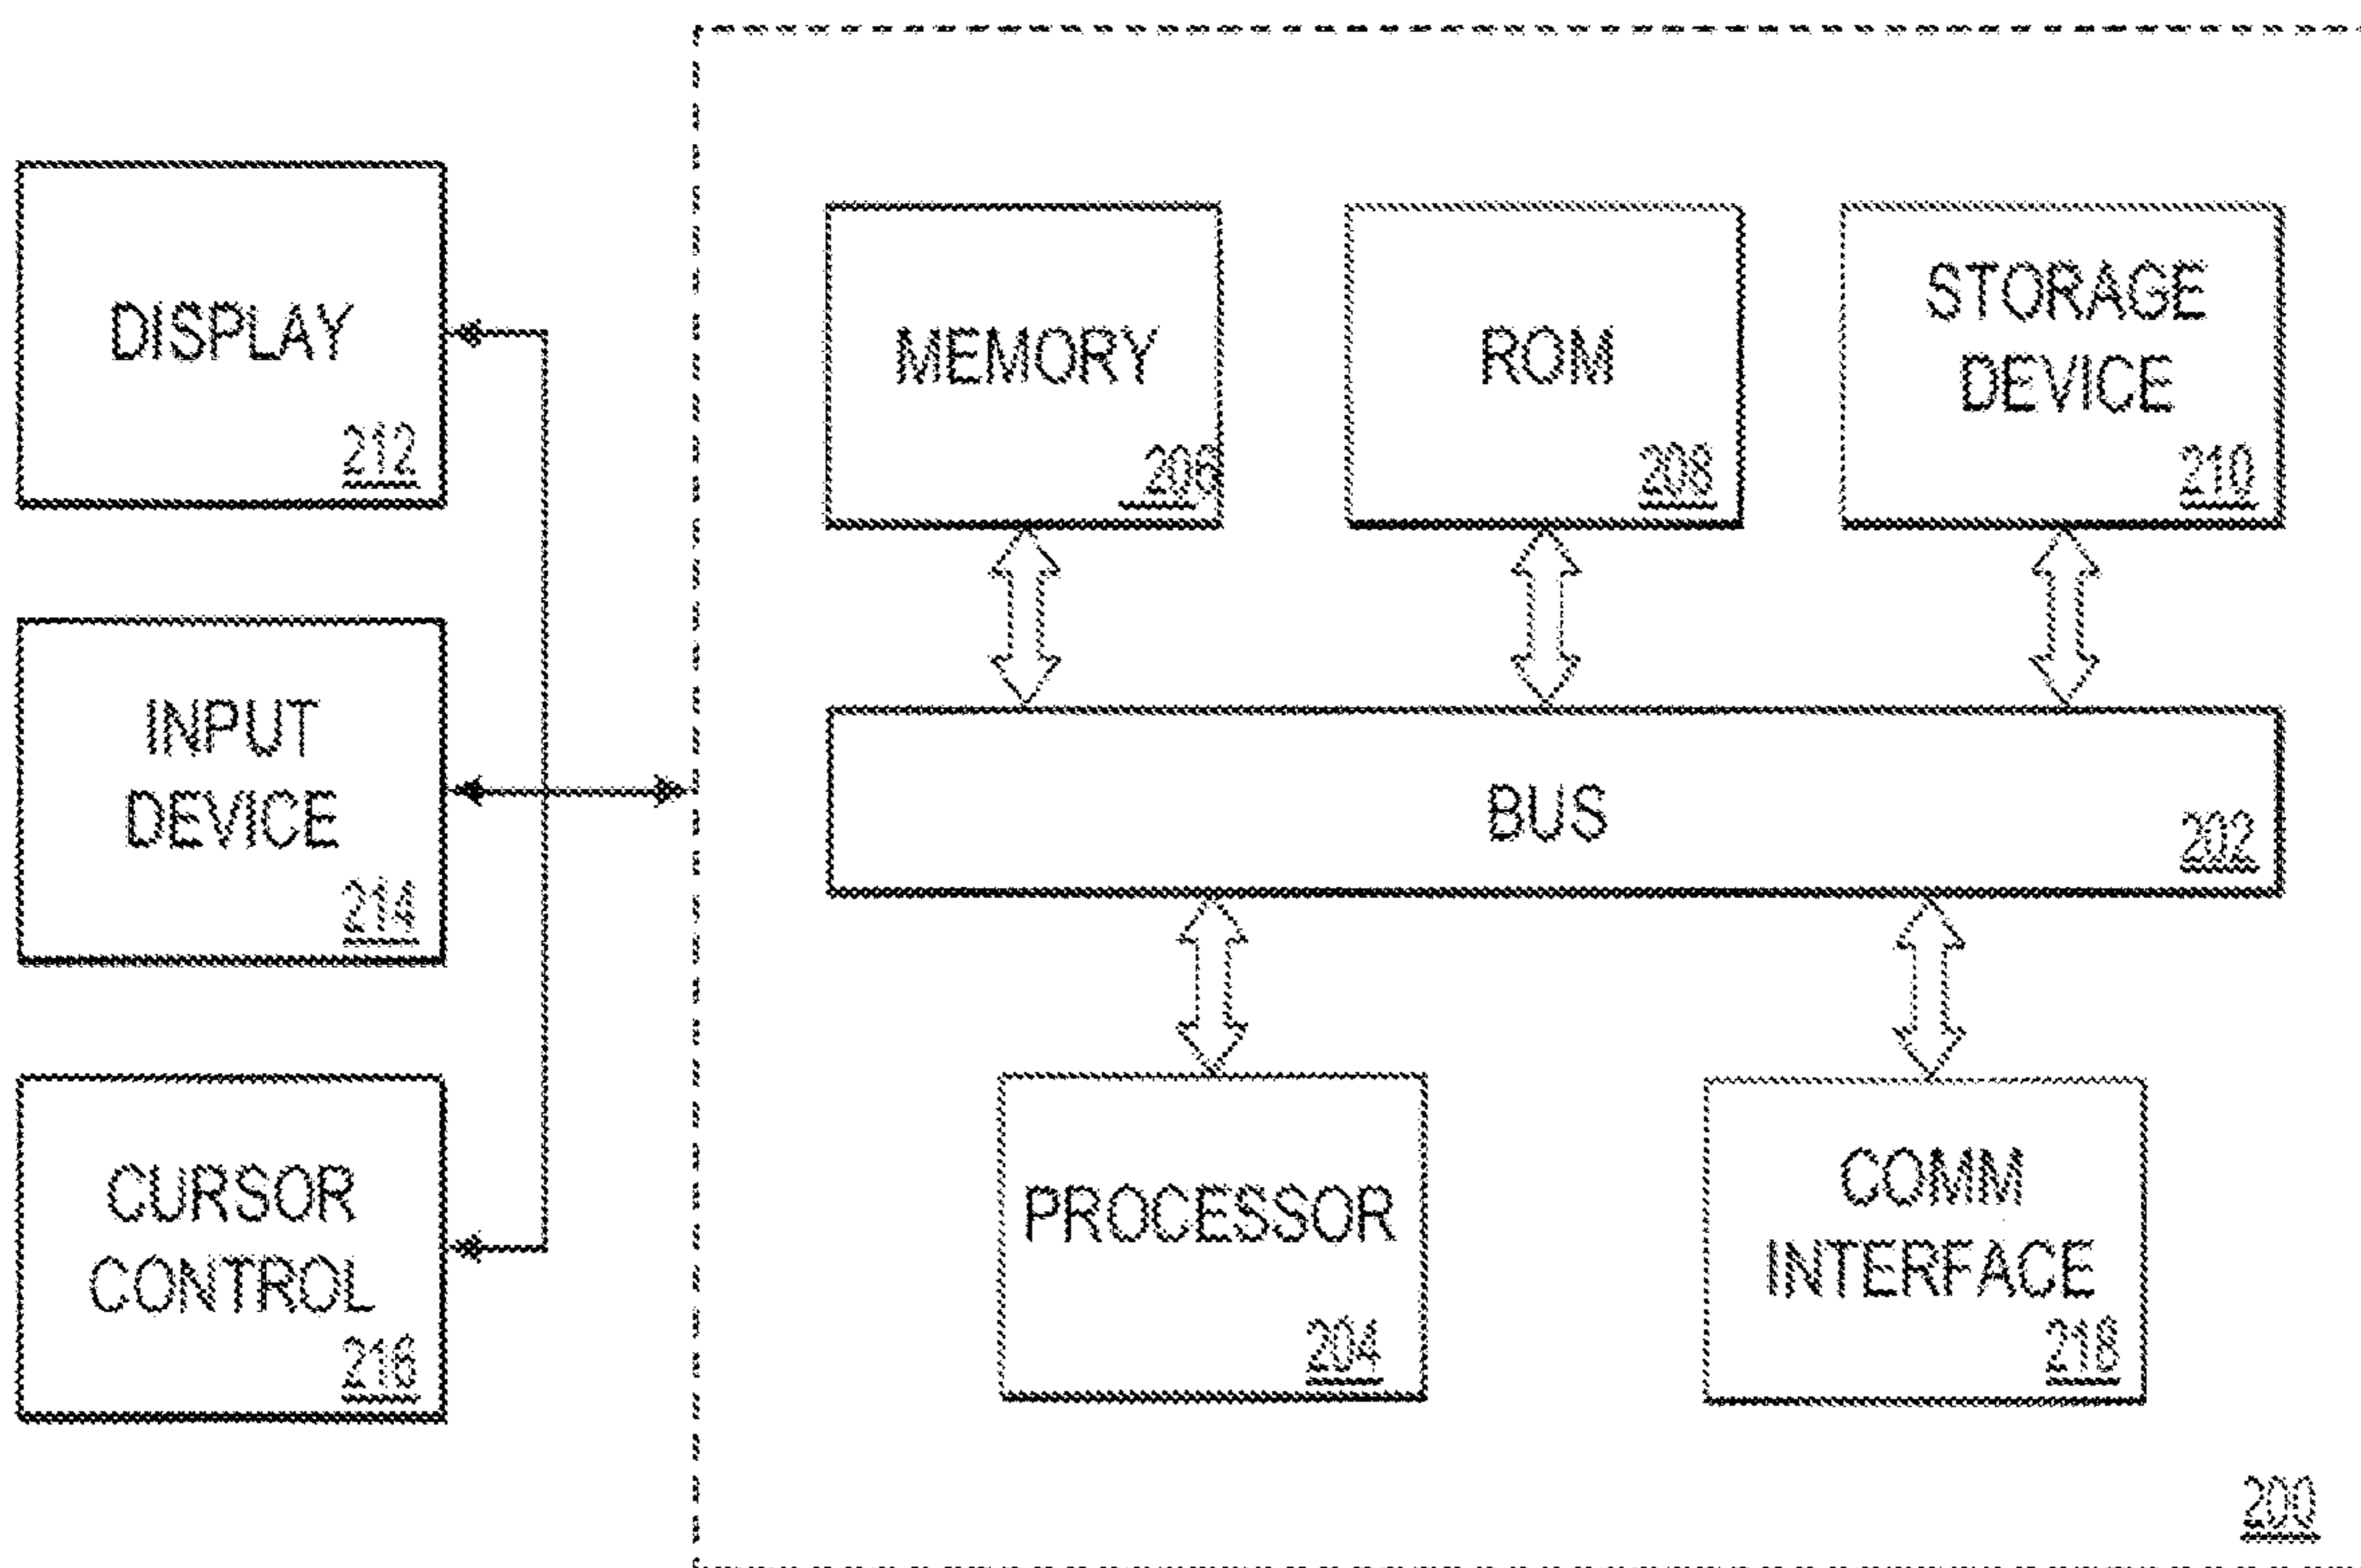 DISPLAY
212
INPUT
DEVICE
214
CURSOR
CONTROL
216
MEMORY
206
ROM
208
STORAGE
DEVICE
210
BUS
202
PROCESSOR
204
COMM
INTERFACE
218
200